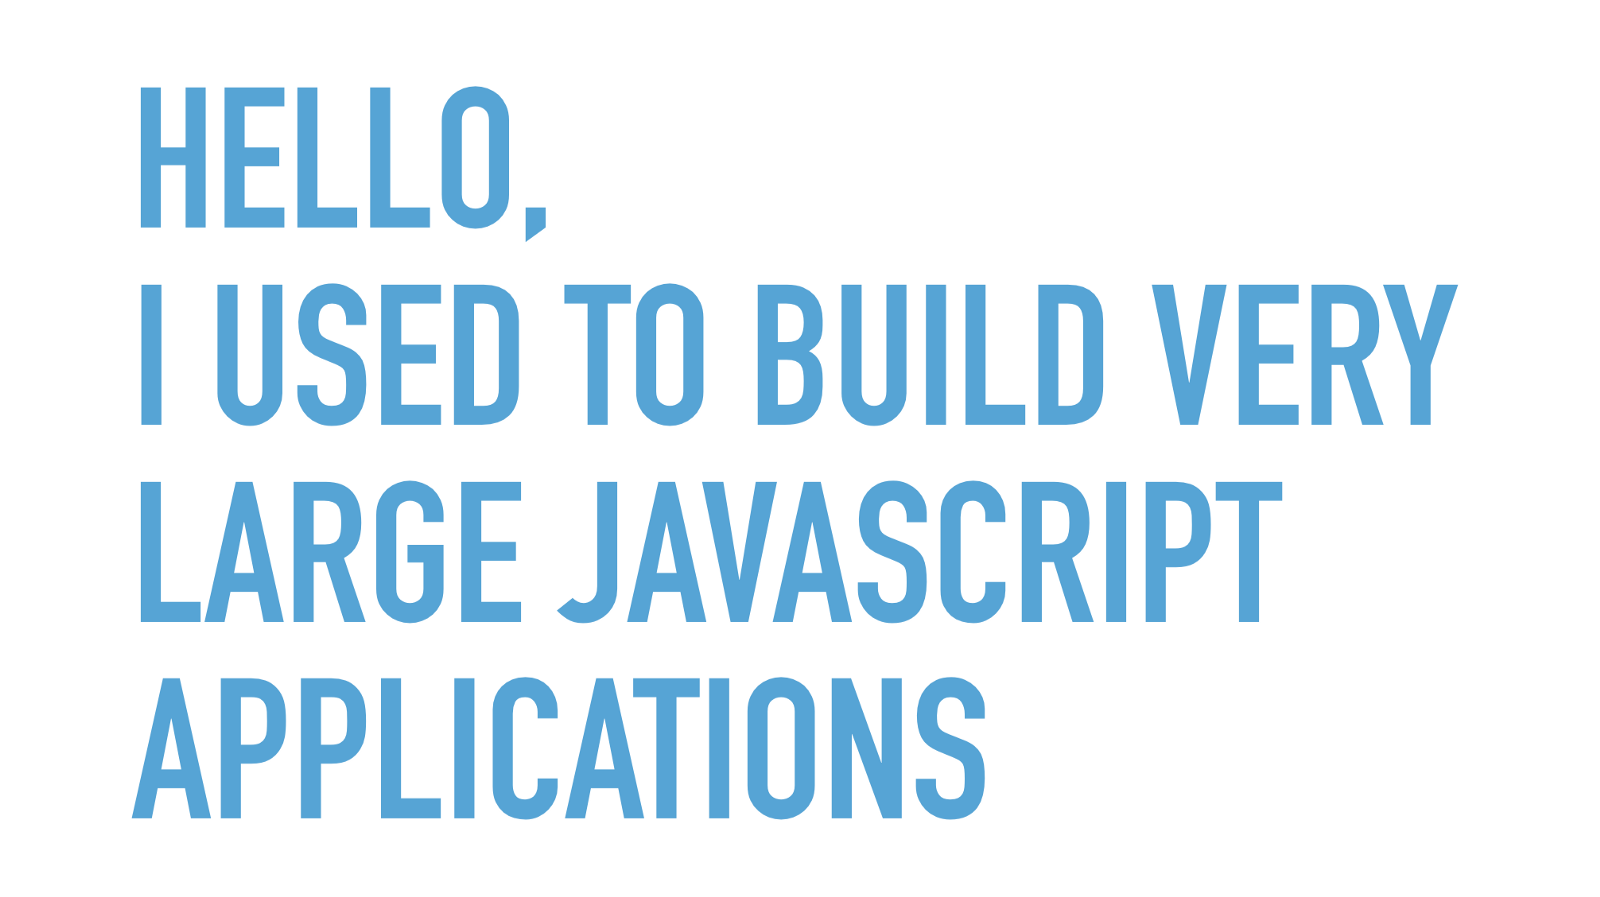 HELLO,
I USED TO BUILD VERY
LARGE JAVASCRIPT
APPLICATIONS